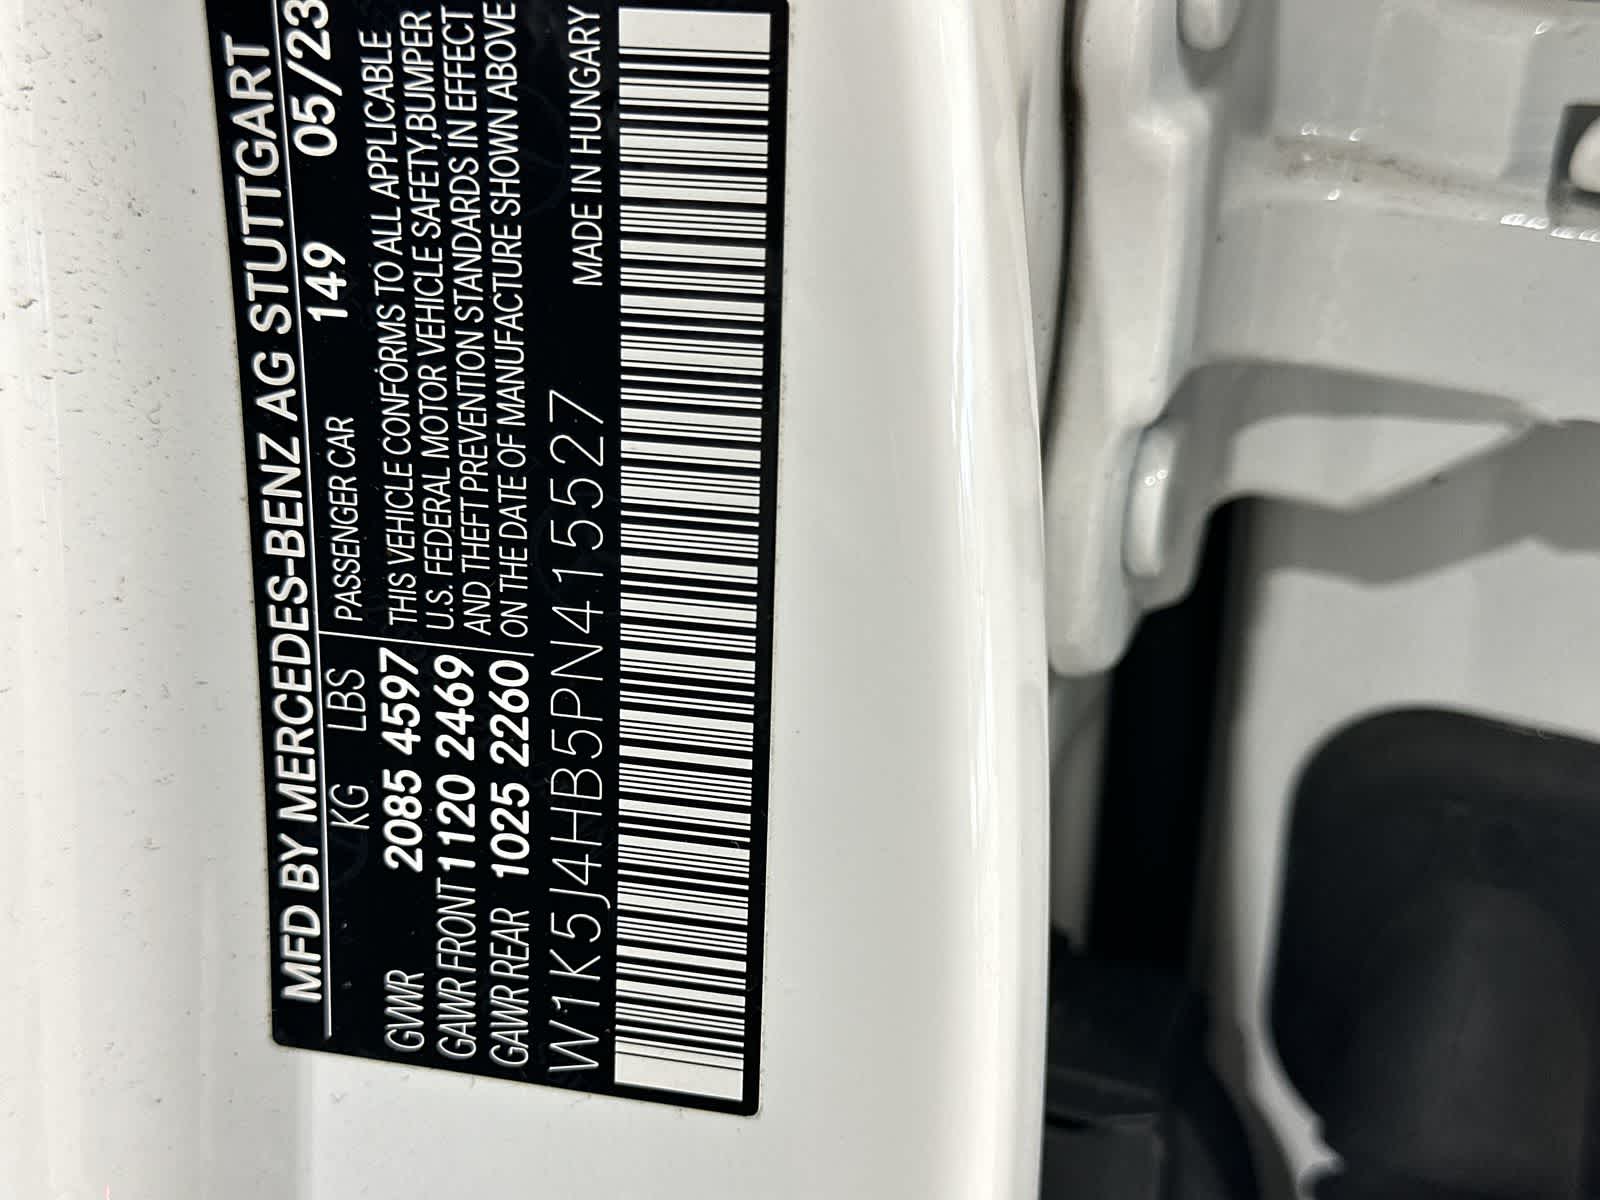 MFD BY MERCEDES-BENZ AG STUTTGART
KG LBS PASSENGER CAR 149 05/23
GVWR 2085 4597 THIS VEHICLE CONFORMS TO ALL APPLICABLE
GAWR FRONT 1120 2469 U.S. FEDERAL MOTOR VEHICLE SAFETY,BUMPER
GAWR REAR 1025 2260 AND THEFT PREVENTION STANDARDS IN EFFECT
ON THE DATE OF MANUFACTURE SHOWN ABOVE
W1K5J4HB5PN415527 MADE IN HUNGARY